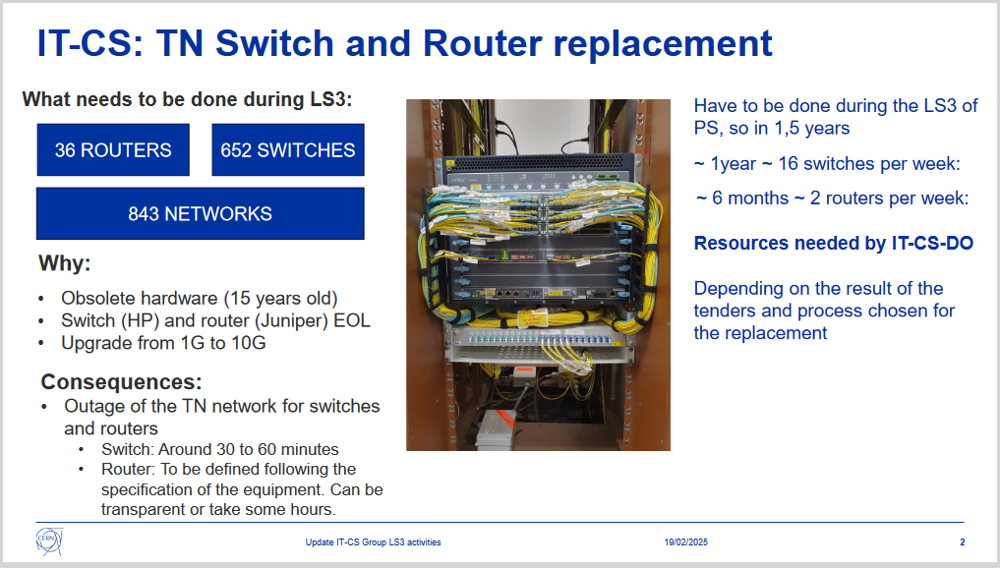 IT-CS: TN Switch and Router replacement
What needs to be done during LS3:
36 ROUTERS
652 SWITCHES
843 NETWORKS
Why:
• Obsolete hardware (15 years old)
• Switch (HP) and router (Juniper) EOL
• Upgrade from 1G to 10G
Consequences:
• Outage of the TN network for switches
and routers
• Switch: Around 30 to 60 minutes
• Router: To be defined following the
specification of the equipment. Can be
transparent or take some hours.
Have to be done during the LS3 of
PS, so in 1,5 years
~ 1year ~ 16 switches per week:
~ 6 months ~ 2 routers per week:
Resources needed by IT-CS-DO
Depending on the result of the
tenders and process chosen for
the replacement
CERN
Update IT-CS Group LS3 activities
19/02/2025
2